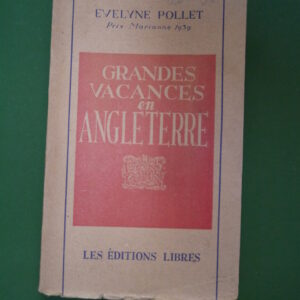 EVELYNE POLLET
Prix Marianne 1939
GRANDES
VACANCES
en
ANGLETERRE
LES ÉDITIONS LIBRES